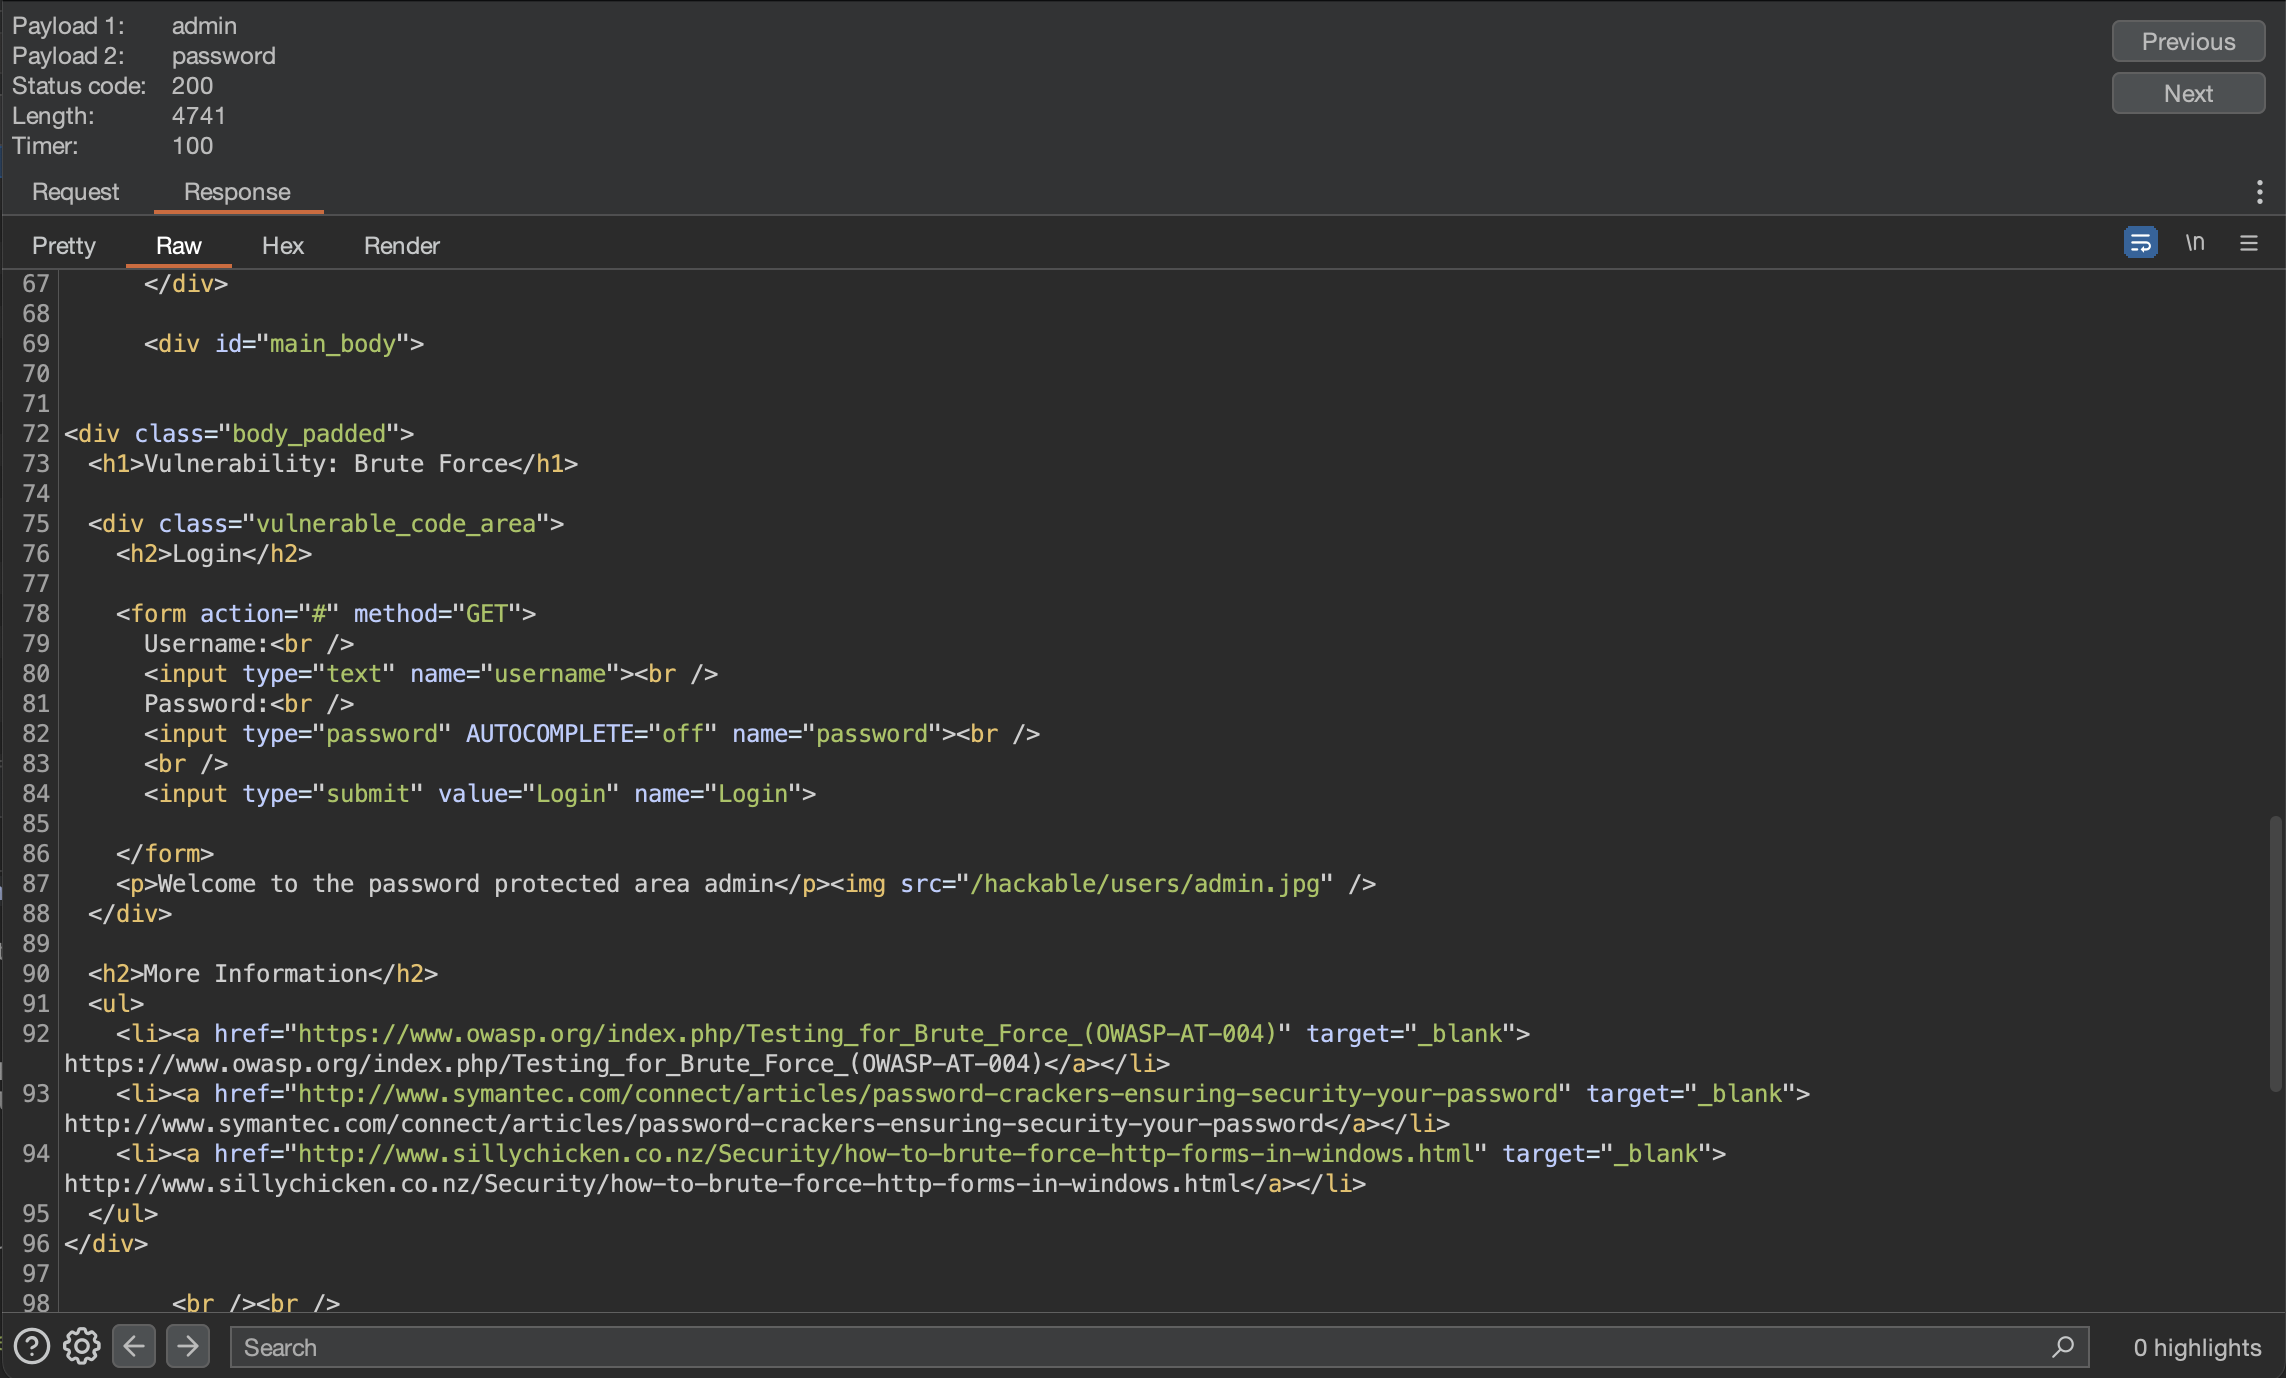 Payload 1: admin
Payload 2: password
Status code: 200
Length: 4741
Timer: 100
Previous
Next
Request Response
Pretty Raw Hex Render \n
67 </div>
68
69 <div id="main_body">
70
71
72 <div class="body_padded">
73 <h1>Vulnerability: Brute Force</h1>
74
75 <div class="vulnerable_code_area">
76 <h2>Login</h2>
77
78 <form action="#" method="GET">
79 Username:<br />
80 <input type="text" name="username"><br />
81 Password:<br />
82 <input type="password" AUTOCOMPLETE="off" name="password"><br />
83 <br />
84 <input type="submit" value="Login" name="Login">
85
86 </form>
87 <p>Welcome to the password protected area admin</p><img src="/hackable/users/admin.jpg" />
88 </div>
89
90 <h2>More Information</h2>
91 <ul>
92 <li><a href="https://www.owasp.org/index.php/Testing_for_Brute_Force_(OWASP-AT-004)" target="_blank">
https://www.owasp.org/index.php/Testing_for_Brute_Force_(OWASP-AT-004)</a></li>
93 <li><a href="http://www.symantec.com/connect/articles/password-crackers-ensuring-security-your-password" target="_blank">
http://www.symantec.com/connect/articles/password-crackers-ensuring-security-your-password</a></li>
94 <li><a href="http://www.sillychicken.co.nz/Security/how-to-brute-force-http-forms-in-windows.html" target="_blank">
http://www.sillychicken.co.nz/Security/how-to-brute-force-http-forms-in-windows.html</a></li>
95 </ul>
96 </div>
97
98 <br /><br />
Search
0 highlights